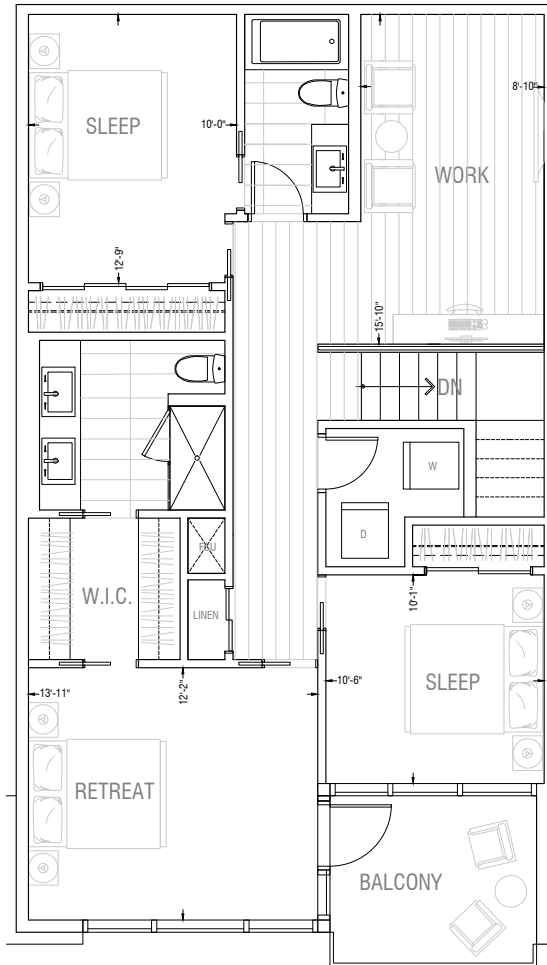 SLEEP
10'-0"
8'-10"
WORK
12'-9"
15'-10"
DN
W
D
FCU
W.I.C.
LINEN
10'-1"
13'-11"
12'-2"
10'-6"
SLEEP
RETREAT
BALCONY